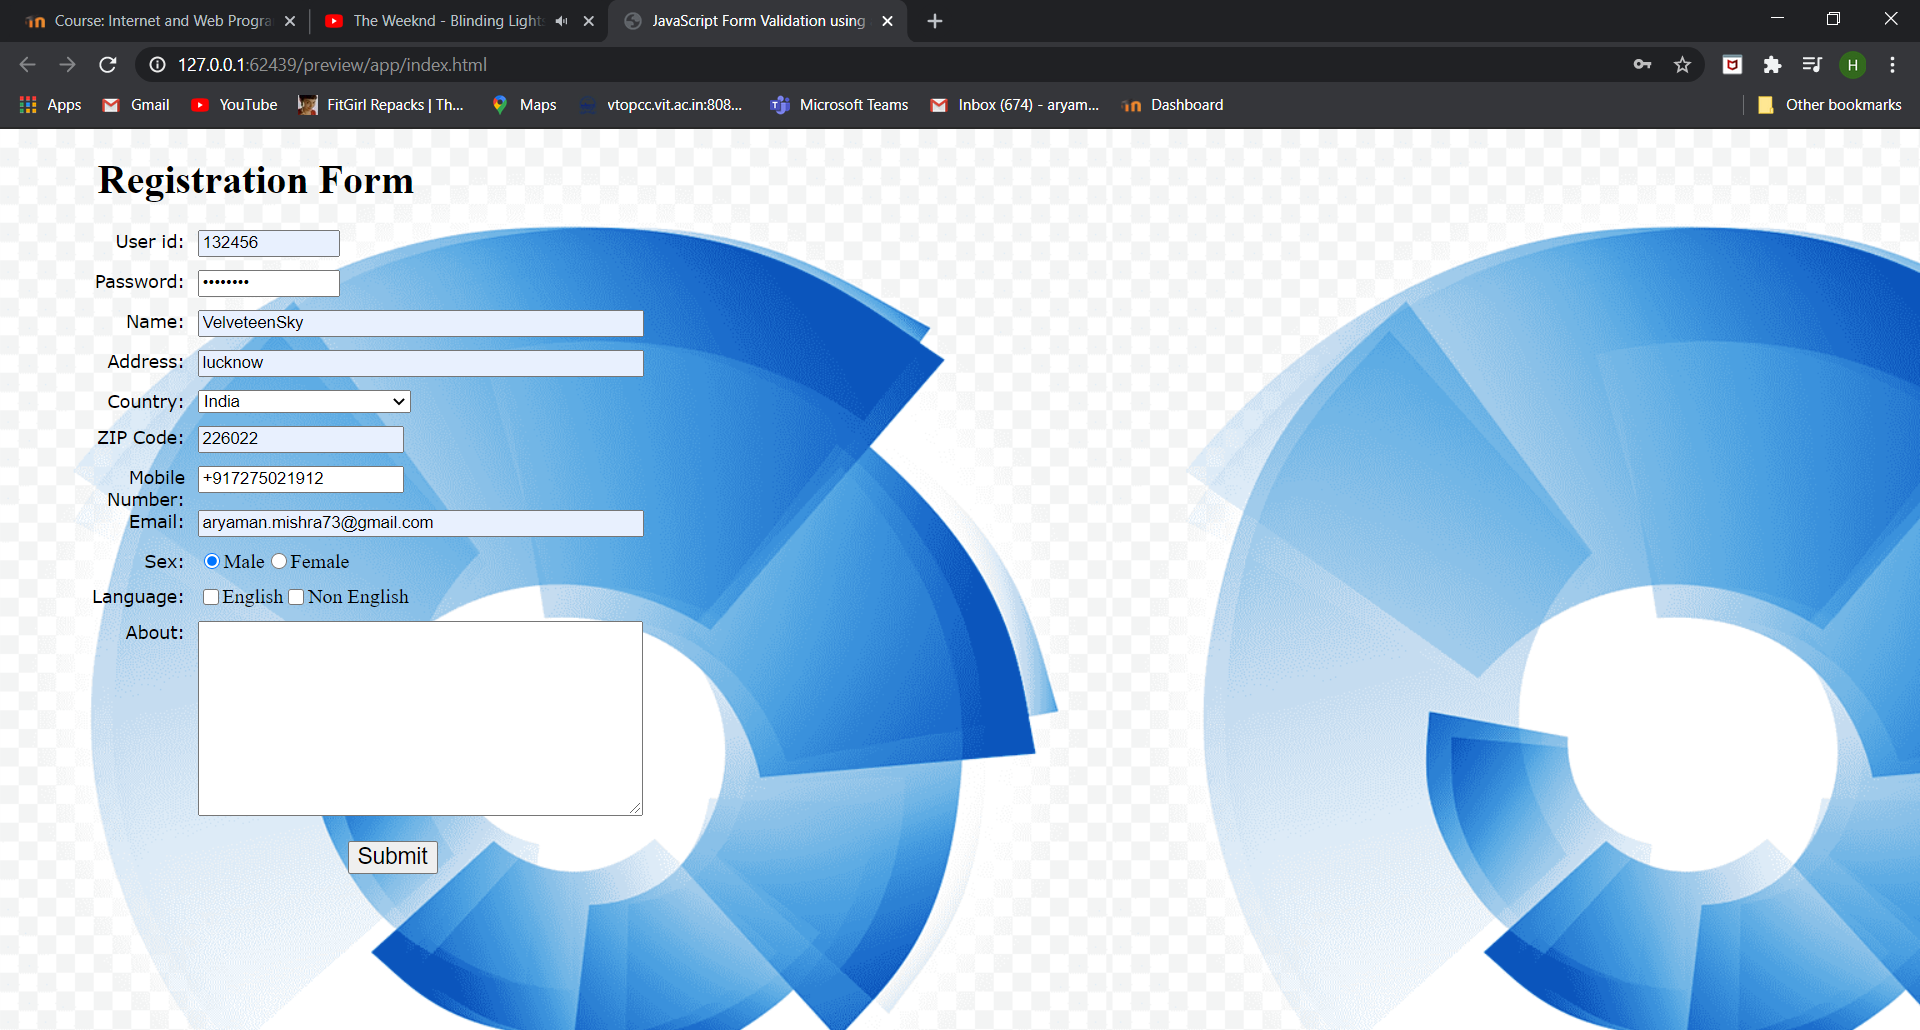 Course: Internet and Web Progra
The Weeknd - Blinding Lights
JavaScript Form Validation using
127.0.0.1:62439/preview/app/index.html
H
Apps Gmail YouTube FitGirl Repacks | Th... Maps vtopcc.vit.ac.in:808... Microsoft Teams Inbox (674) - aryam... Dashboard Other bookmarks
Registration Form
User id: 132456
Password: ••••••••
Name: VelveteenSky
Address: lucknow
Country: India
ZIP Code: 226022
Mobile +917275021912
Number:
Email: aryaman.mishra73@gmail.com
Sex: Male Female
Language: English Non English
About:
Submit